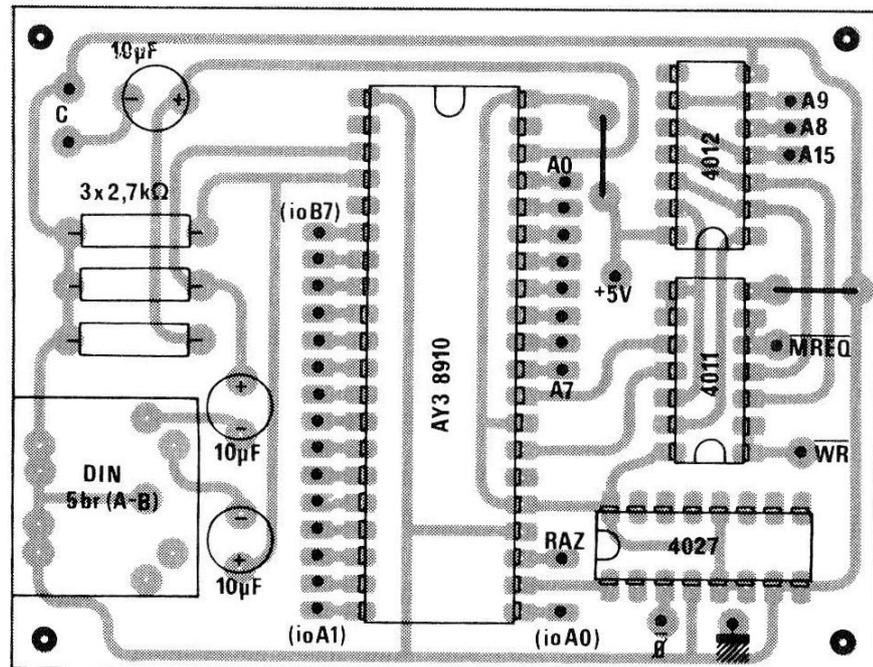 10µF
C
3x2,7kΩ
(ioB7)
A0
A9
A8
A15
4012
+5V
MREQ
4011
A7
AY3 8910
10µF
WR
DIN
5br (A-B)
10µF
RAZ
4027
(ioA1)
(ioA0)